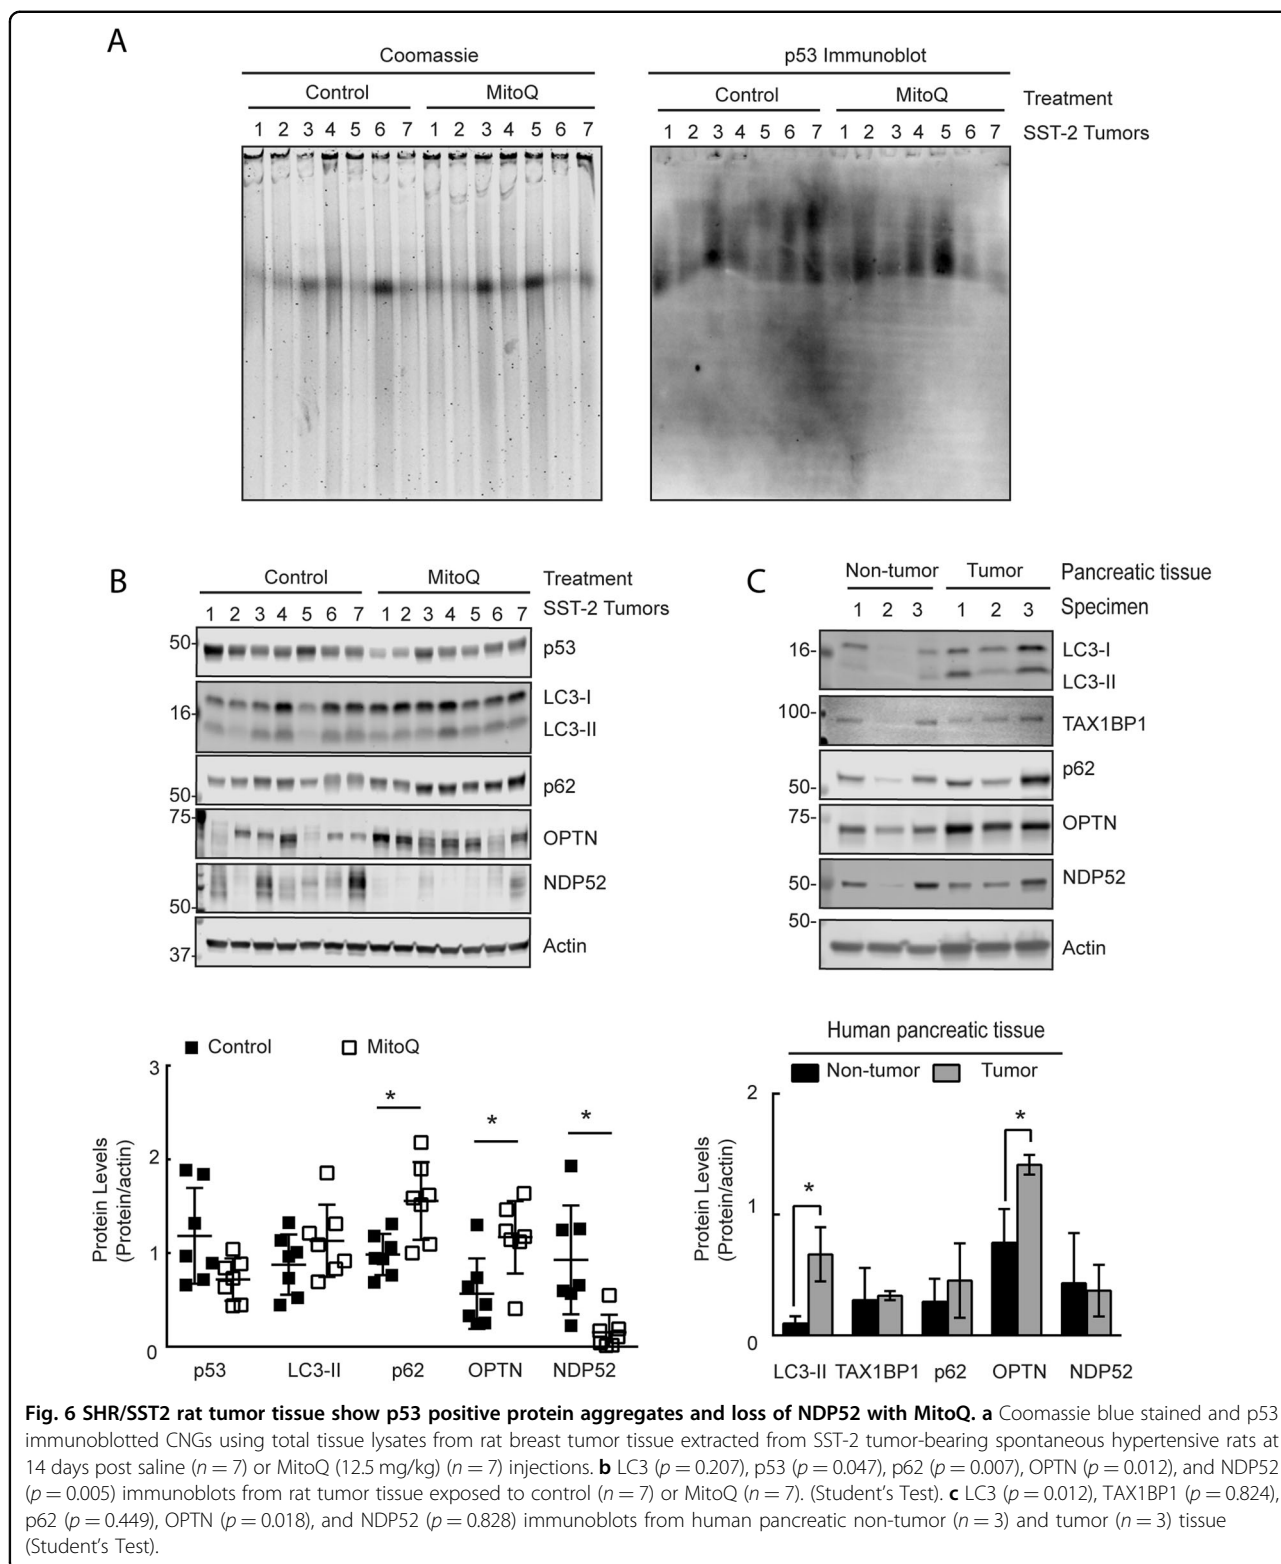 A
Coomassie
p53 Immunoblot
Control MitoQ
Control MitoQ
Treatment
1 2 3 4 5 6 7 1 2 3 4 5 6 7
1 2 3 4 5 6 7 1 2 3 4 5 6 7
SST-2 Tumors
B
Control MitoQ Treatment
1 2 3 4 5 6 7 1 2 3 4 5 6 7 SST-2 Tumors
50- p53
LC3-I
16-
LC3-II
p62
50-
75-
OPTN
NDP52
50-
Actin
37-
■ Control □ MitoQ
Protein Levels
(Protein/actin)
3
2
1
0
* * *
p53 LC3-II p62 OPTN NDP52
C
Non-tumor Tumor Pancreatic tissue
1 2 3 1 2 3 Specimen
16- LC3-I
LC3-II
100-
TAX1BP1
p62
50-
75-
OPTN
50- NDP52
50-
Actin
Human pancreatic tissue
Non-tumor Tumor
Protein Levels
(Protein/actin)
2
1
0
* *
LC3-II TAX1BP1 p62 OPTN NDP52
Fig. 6 SHR/SST2 rat tumor tissue show p53 positive protein aggregates and loss of NDP52 with MitoQ. a Coomassie blue stained and p53
immunoblotted CNGs using total tissue lysates from rat breast tumor tissue extracted from SST-2 tumor-bearing spontaneous hypertensive rats at
14 days post saline (n = 7) or MitoQ (12.5 mg/kg) (n = 7) injections. b LC3 (p = 0.207), p53 (p = 0.047), p62 (p = 0.007), OPTN (p = 0.012), and NDP52
(p = 0.005) immunoblots from rat tumor tissue exposed to control (n = 7) or MitoQ (n = 7). (Student's Test). c LC3 (p = 0.012), TAX1BP1 (p = 0.824),
p62 (p = 0.449), OPTN (p = 0.018), and NDP52 (p = 0.828) immunoblots from human pancreatic non-tumor (n = 3) and tumor (n = 3) tissue
(Student's Test).